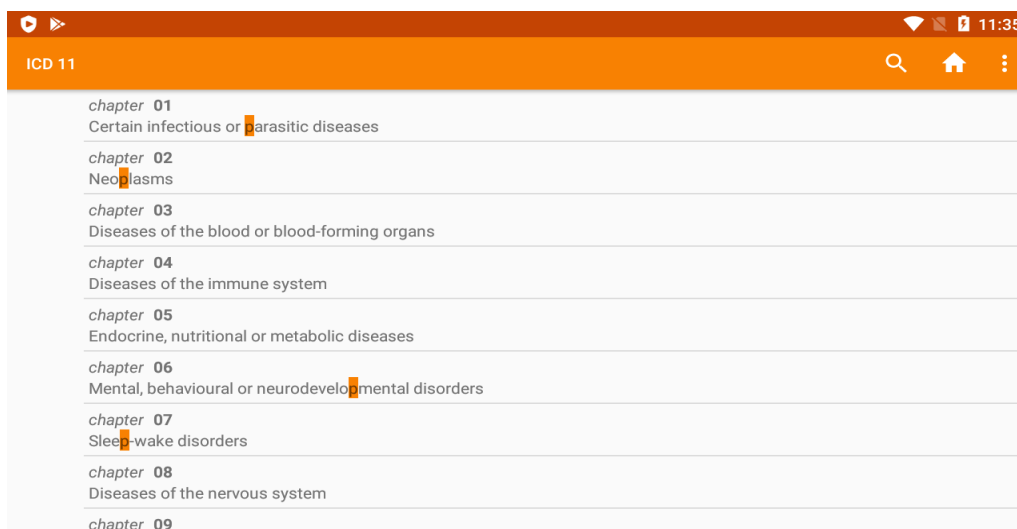 11:35
ICD 11
chapter 01
Certain infectious or parasitic diseases
chapter 02
Neoplasms
chapter 03
Diseases of the blood or blood-forming organs
chapter 04
Diseases of the immune system
chapter 05
Endocrine, nutritional or metabolic diseases
chapter 06
Mental, behavioural or neurodevelopmental disorders
chapter 07
Sleep-wake disorders
chapter 08
Diseases of the nervous system
chapter 09